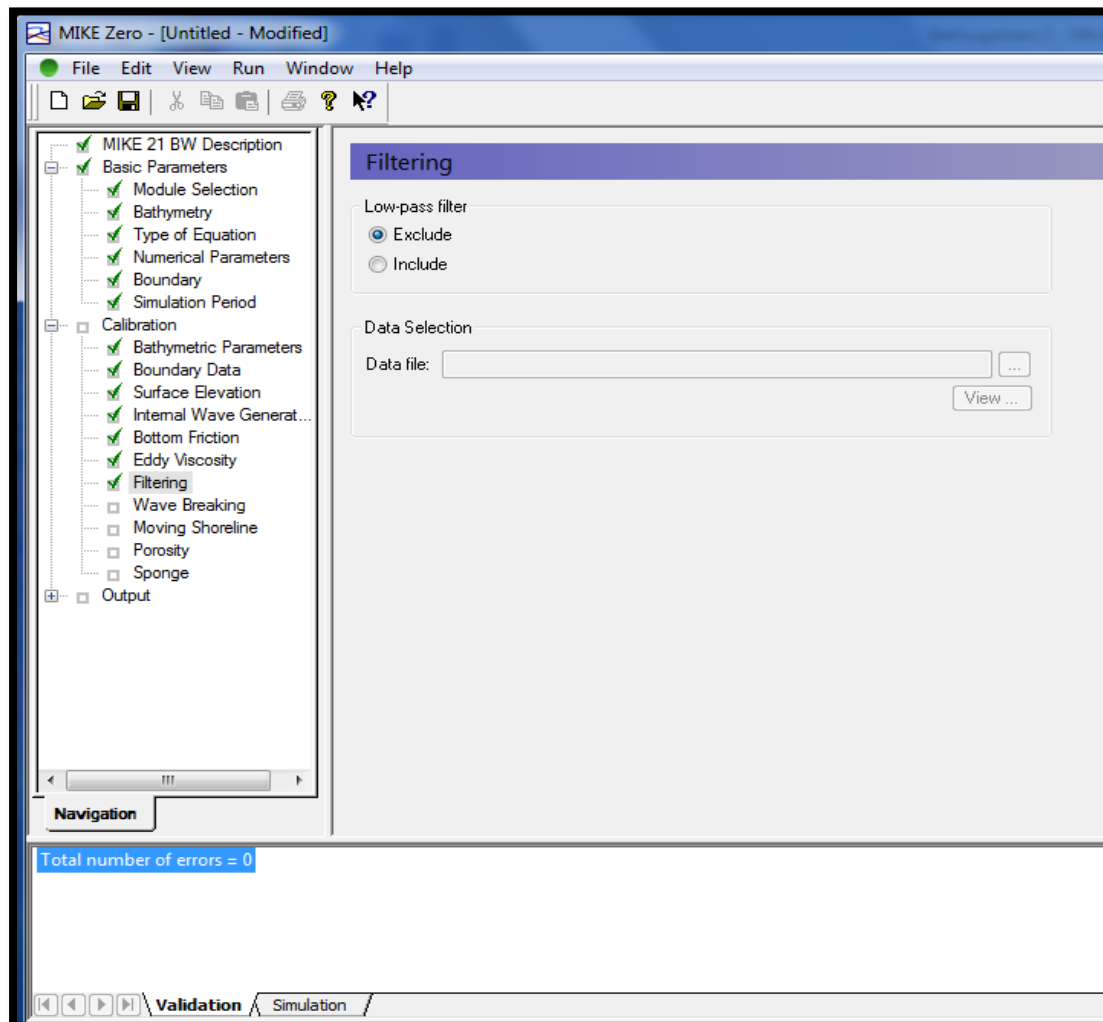 MIKE Zero - [Untitled - Modified]
File Edit View Run Window Help
MIKE 21 BW Description
Basic Parameters
Module Selection
Bathymetry
Type of Equation
Numerical Parameters
Boundary
Simulation Period
Calibration
Bathymetric Parameters
Boundary Data
Surface Elevation
Internal Wave Generat...
Bottom Friction
Eddy Viscosity
Filtering
Wave Breaking
Moving Shoreline
Porosity
Sponge
Output
Navigation
Filtering
Low-pass filter
Exclude
Include
Data Selection
Data file:
...
View ...
Total number of errors = 0
Validation Simulation